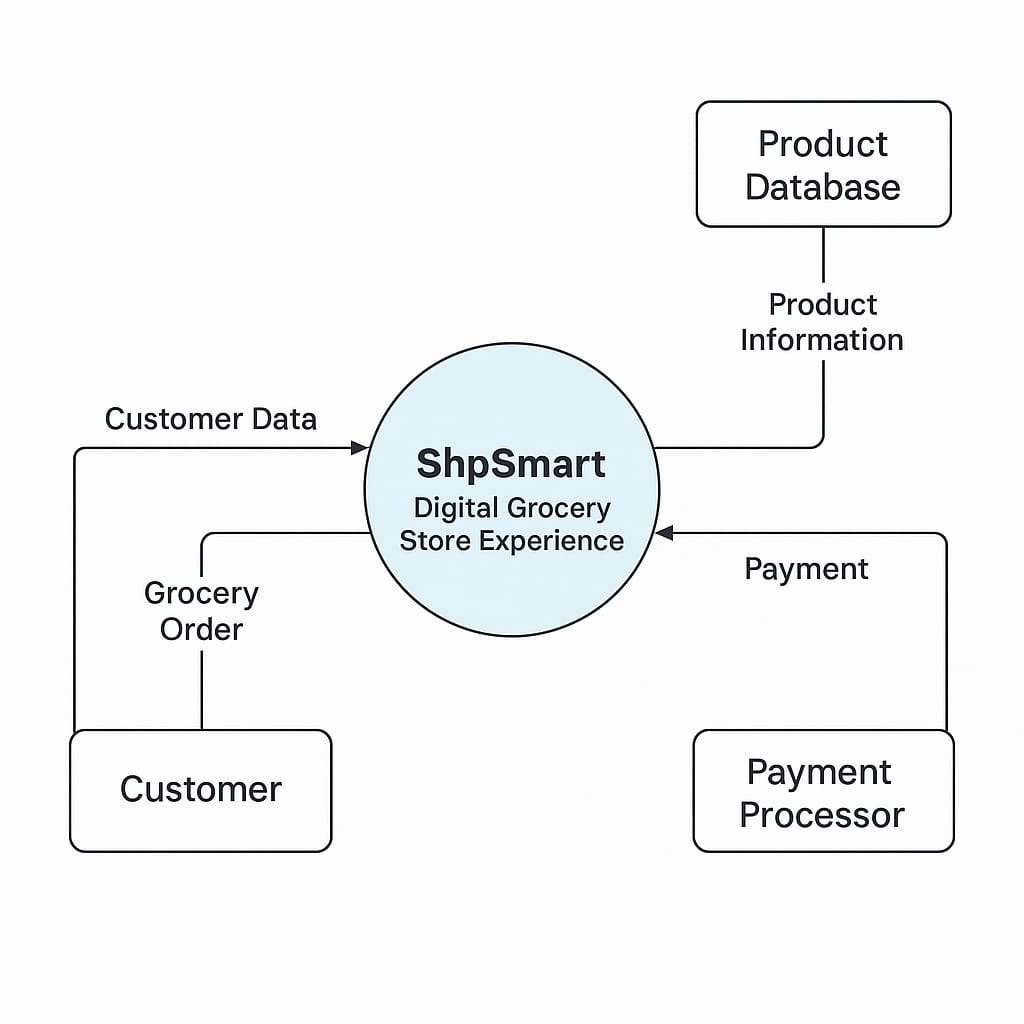 Product
Database
Product
Information
Customer Data
ShpSmart
Digital Grocery
Store Experience
Payment
Grocery
Order
Customer
Payment
Processor